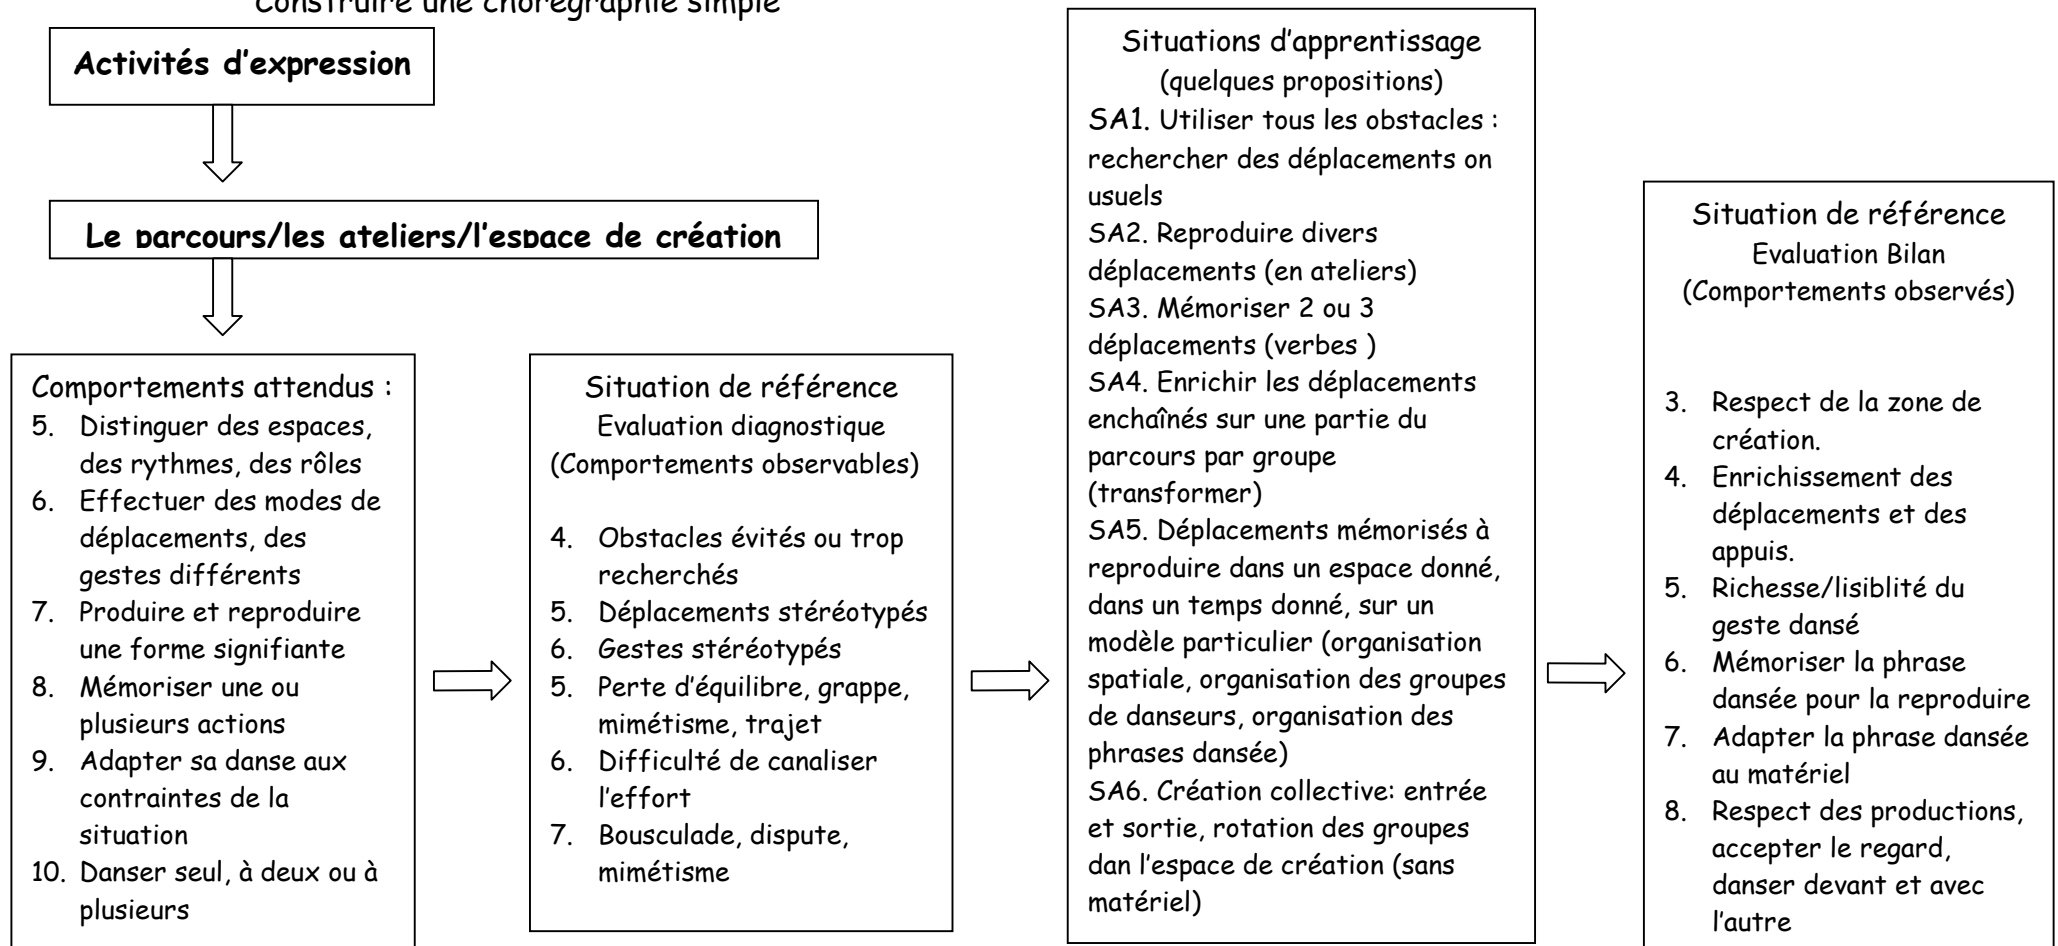 Construire une chorégraphie simple
Activités d'expression
Le parcours/les ateliers/l'espace de création
Comportements attendus :
5. Distinguer des espaces,
des rythmes, des rôles
6. Effectuer des modes de
déplacements, des
gestes différents
7. Produire et reproduire
une forme signifiante
8. Mémoriser une ou
plusieurs actions
9. Adapter sa danse aux
contraintes de la
situation
10. Danser seul, à deux ou à
plusieurs
Situation de référence
Evaluation diagnostique
(Comportements observables)
4. Obstacles évités ou trop
recherchés
5. Déplacements stéréotypés
6. Gestes stéréotypés
5. Perte d'équilibre, grappe,
mimétisme, trajet
6. Difficulté de canaliser
l'effort
7. Bousculade, dispute,
mimétisme
Situations d'apprentissage
(quelques propositions)
SA1. Utiliser tous les obstacles :
rechercher des déplacements on
usuels
SA2. Reproduire divers
déplacements (en ateliers)
SA3. Mémoriser 2 ou 3
déplacements (verbes )
SA4. Enrichir les déplacements
enchaînés sur une partie du
parcours par groupe
(transformer)
SA5. Déplacements mémorisés à
reproduire dans un espace donné,
dans un temps donné, sur un
modèle particulier (organisation
spatiale, organisation des groupes
de danseurs, organisation des
phrases dansée)
SA6. Création collective: entrée
et sortie, rotation des groupes
dan l'espace de création (sans
matériel)
Situation de référence
Evaluation Bilan
(Comportements observés)
3. Respect de la zone de
création.
4. Enrichissement des
déplacements et des
appuis.
5. Richesse/lisiblité du
geste dansé
6. Mémoriser la phrase
dansée pour la reproduire
7. Adapter la phrase dansée
au matériel
8. Respect des productions,
accepter le regard,
danser devant et avec
l'autre